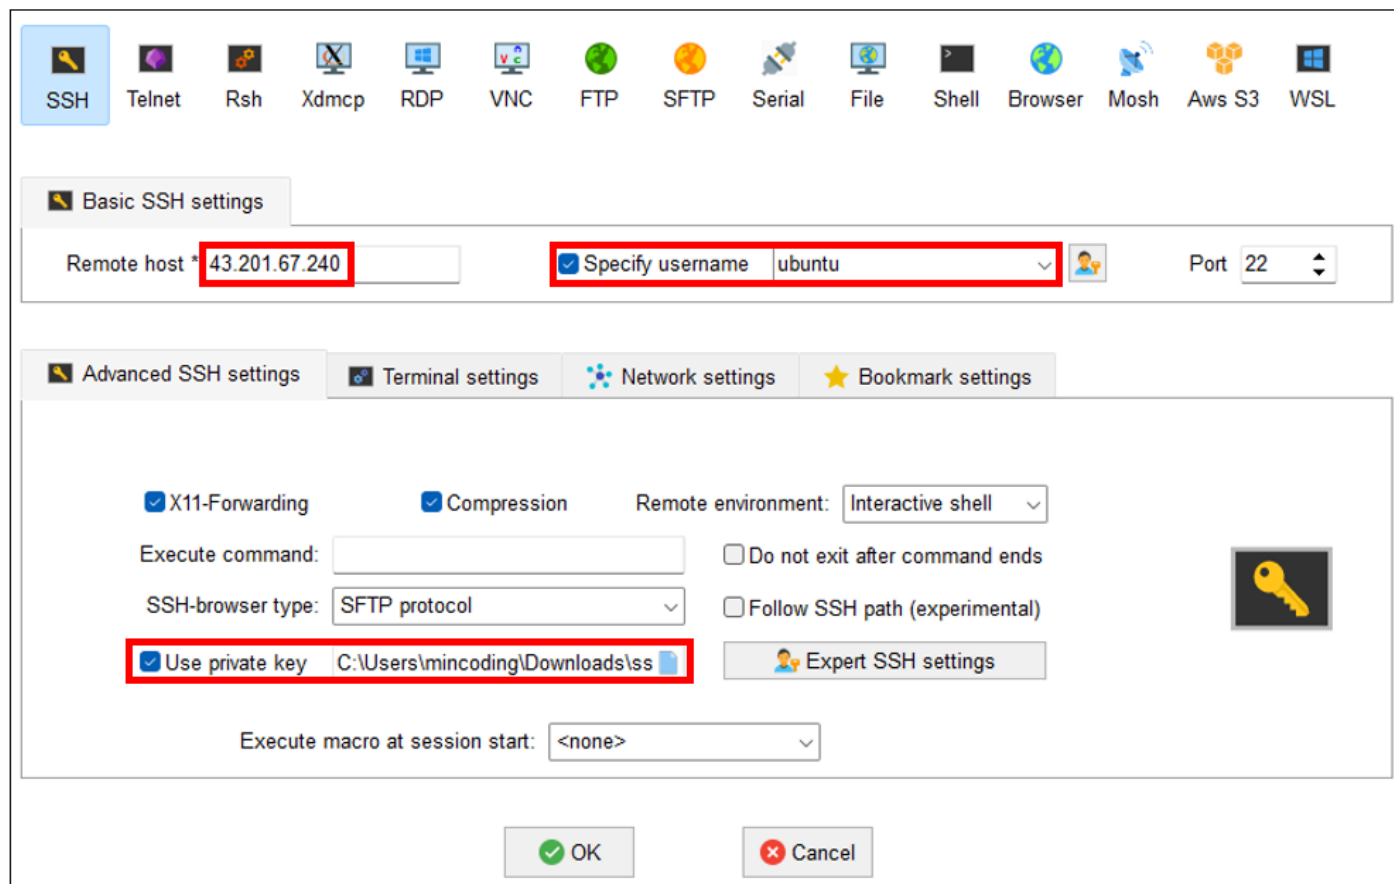 SSH Telnet Rsh Xdmcp RDP VNC FTP SFTP Serial File Shell Browser Mosh Aws S3 WSL
Basic SSH settings
Remote host * 43.201.67.240 Specify username ubuntu Port 22
Advanced SSH settings Terminal settings Network settings Bookmark settings
X11-Forwarding Compression Remote environment: Interactive shell
Execute command: Do not exit after command ends
SSH-browser type: SFTP protocol Follow SSH path (experimental)
Use private key C:\Users\mincoding\Downloads\ss Expert SSH settings
Execute macro at session start: <none>
OK Cancel